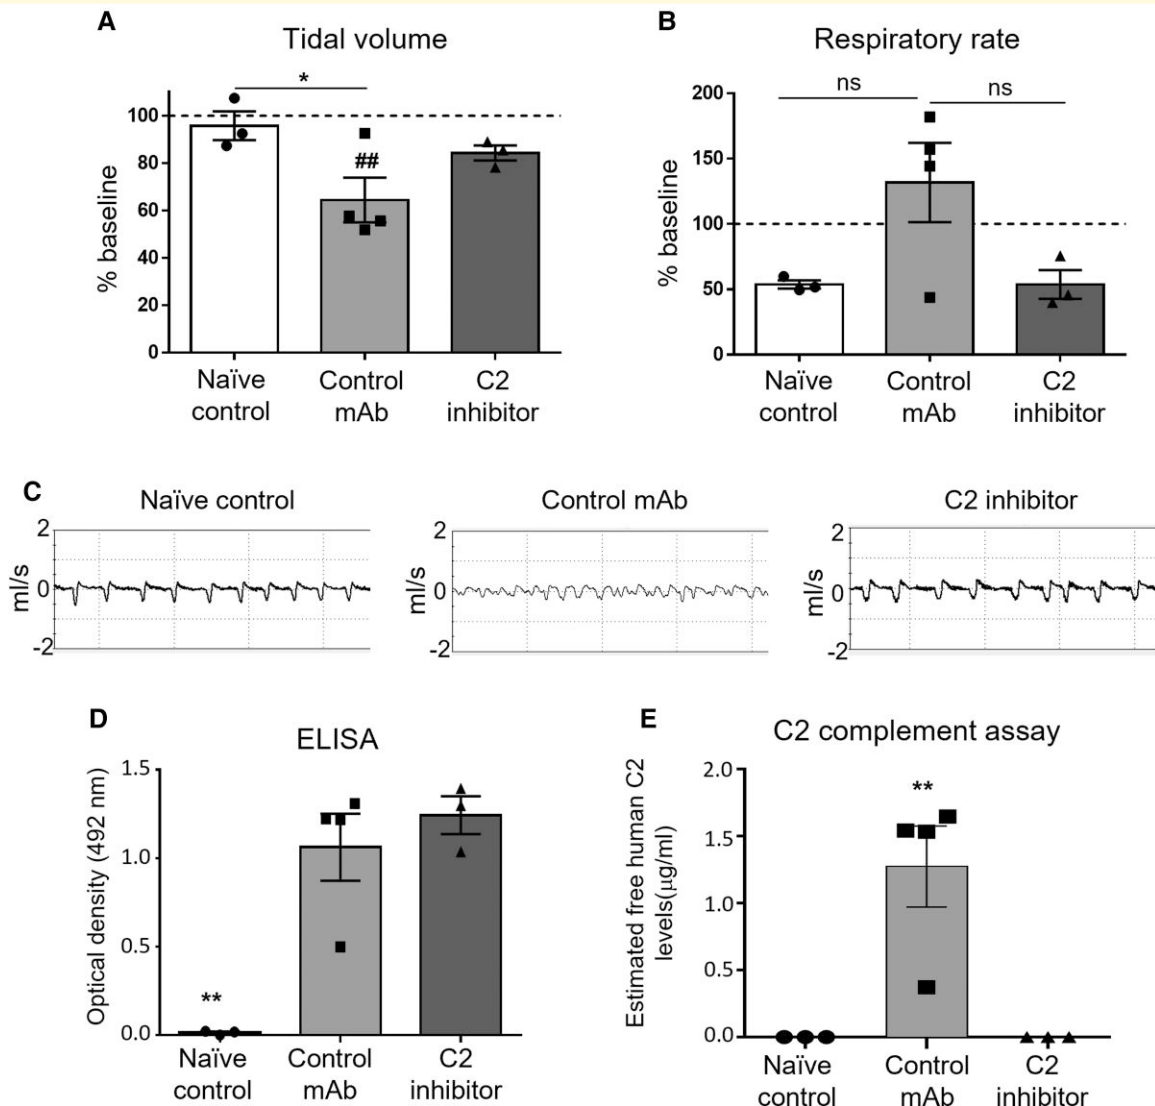 A
Tidal volume
% baseline
100
80
60
40
20
0
*
##
Naïve
control
Control
mAb
C2
inhibitor
B
Respiratory rate
% baseline
200
150
100
50
0
ns
ns
Naïve
control
Control
mAb
C2
inhibitor
C
Naïve control
ml/s
2
0
-2
Control mAb
ml/s
2
0
-2
C2 inhibitor
ml/s
2
0
-2
D
ELISA
Optical density (492 nm)
1.5
1.0
0.5
0.0
**
Naïve
control
Control
mAb
C2
inhibitor
E
C2 complement assay
Estimated free human C2
levels(μg/ml)
2.0
1.5
1.0
0.5
0.0
**
Naïve
control
Control
mAb
C2
inhibitor